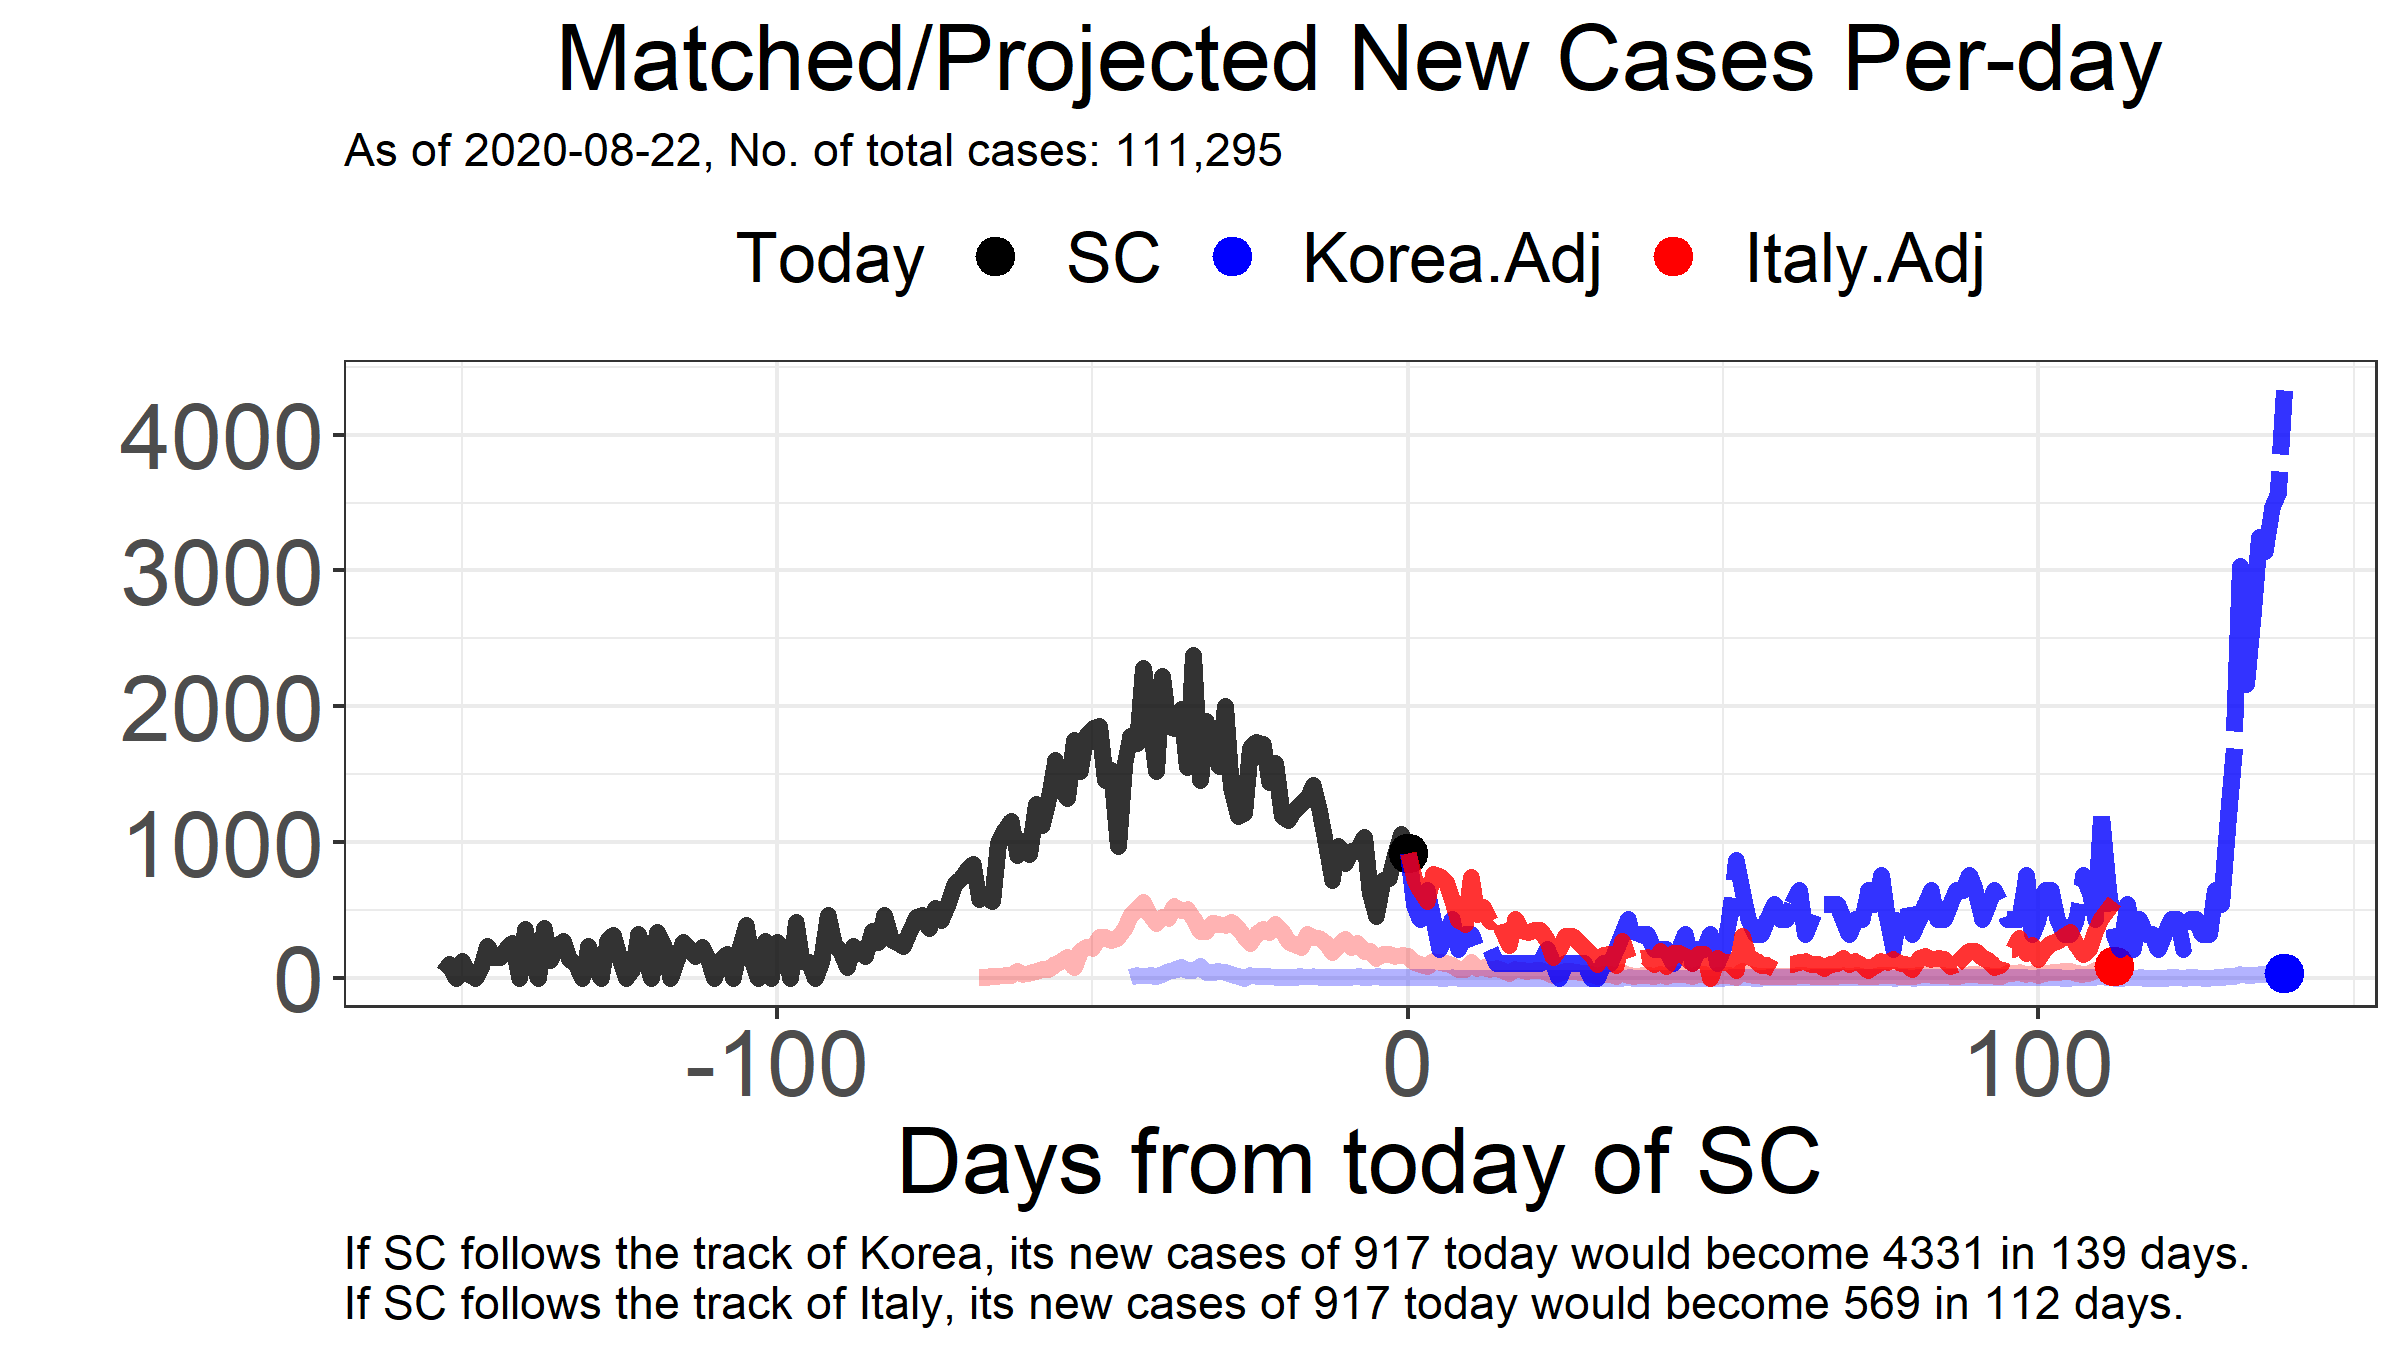 Matched/Projected New Cases Per-day
As of 2020-08-22, No. of total cases: 111,295
Today SC Korea.Adj Italy.Adj
4000
3000
2000
1000
0
-100 0 100
Days from today of SC
If SC follows the track of Korea, its new cases of 917 today would become 4331 in 139 days.
If SC follows the track of Italy, its new cases of 917 today would become 569 in 112 days.